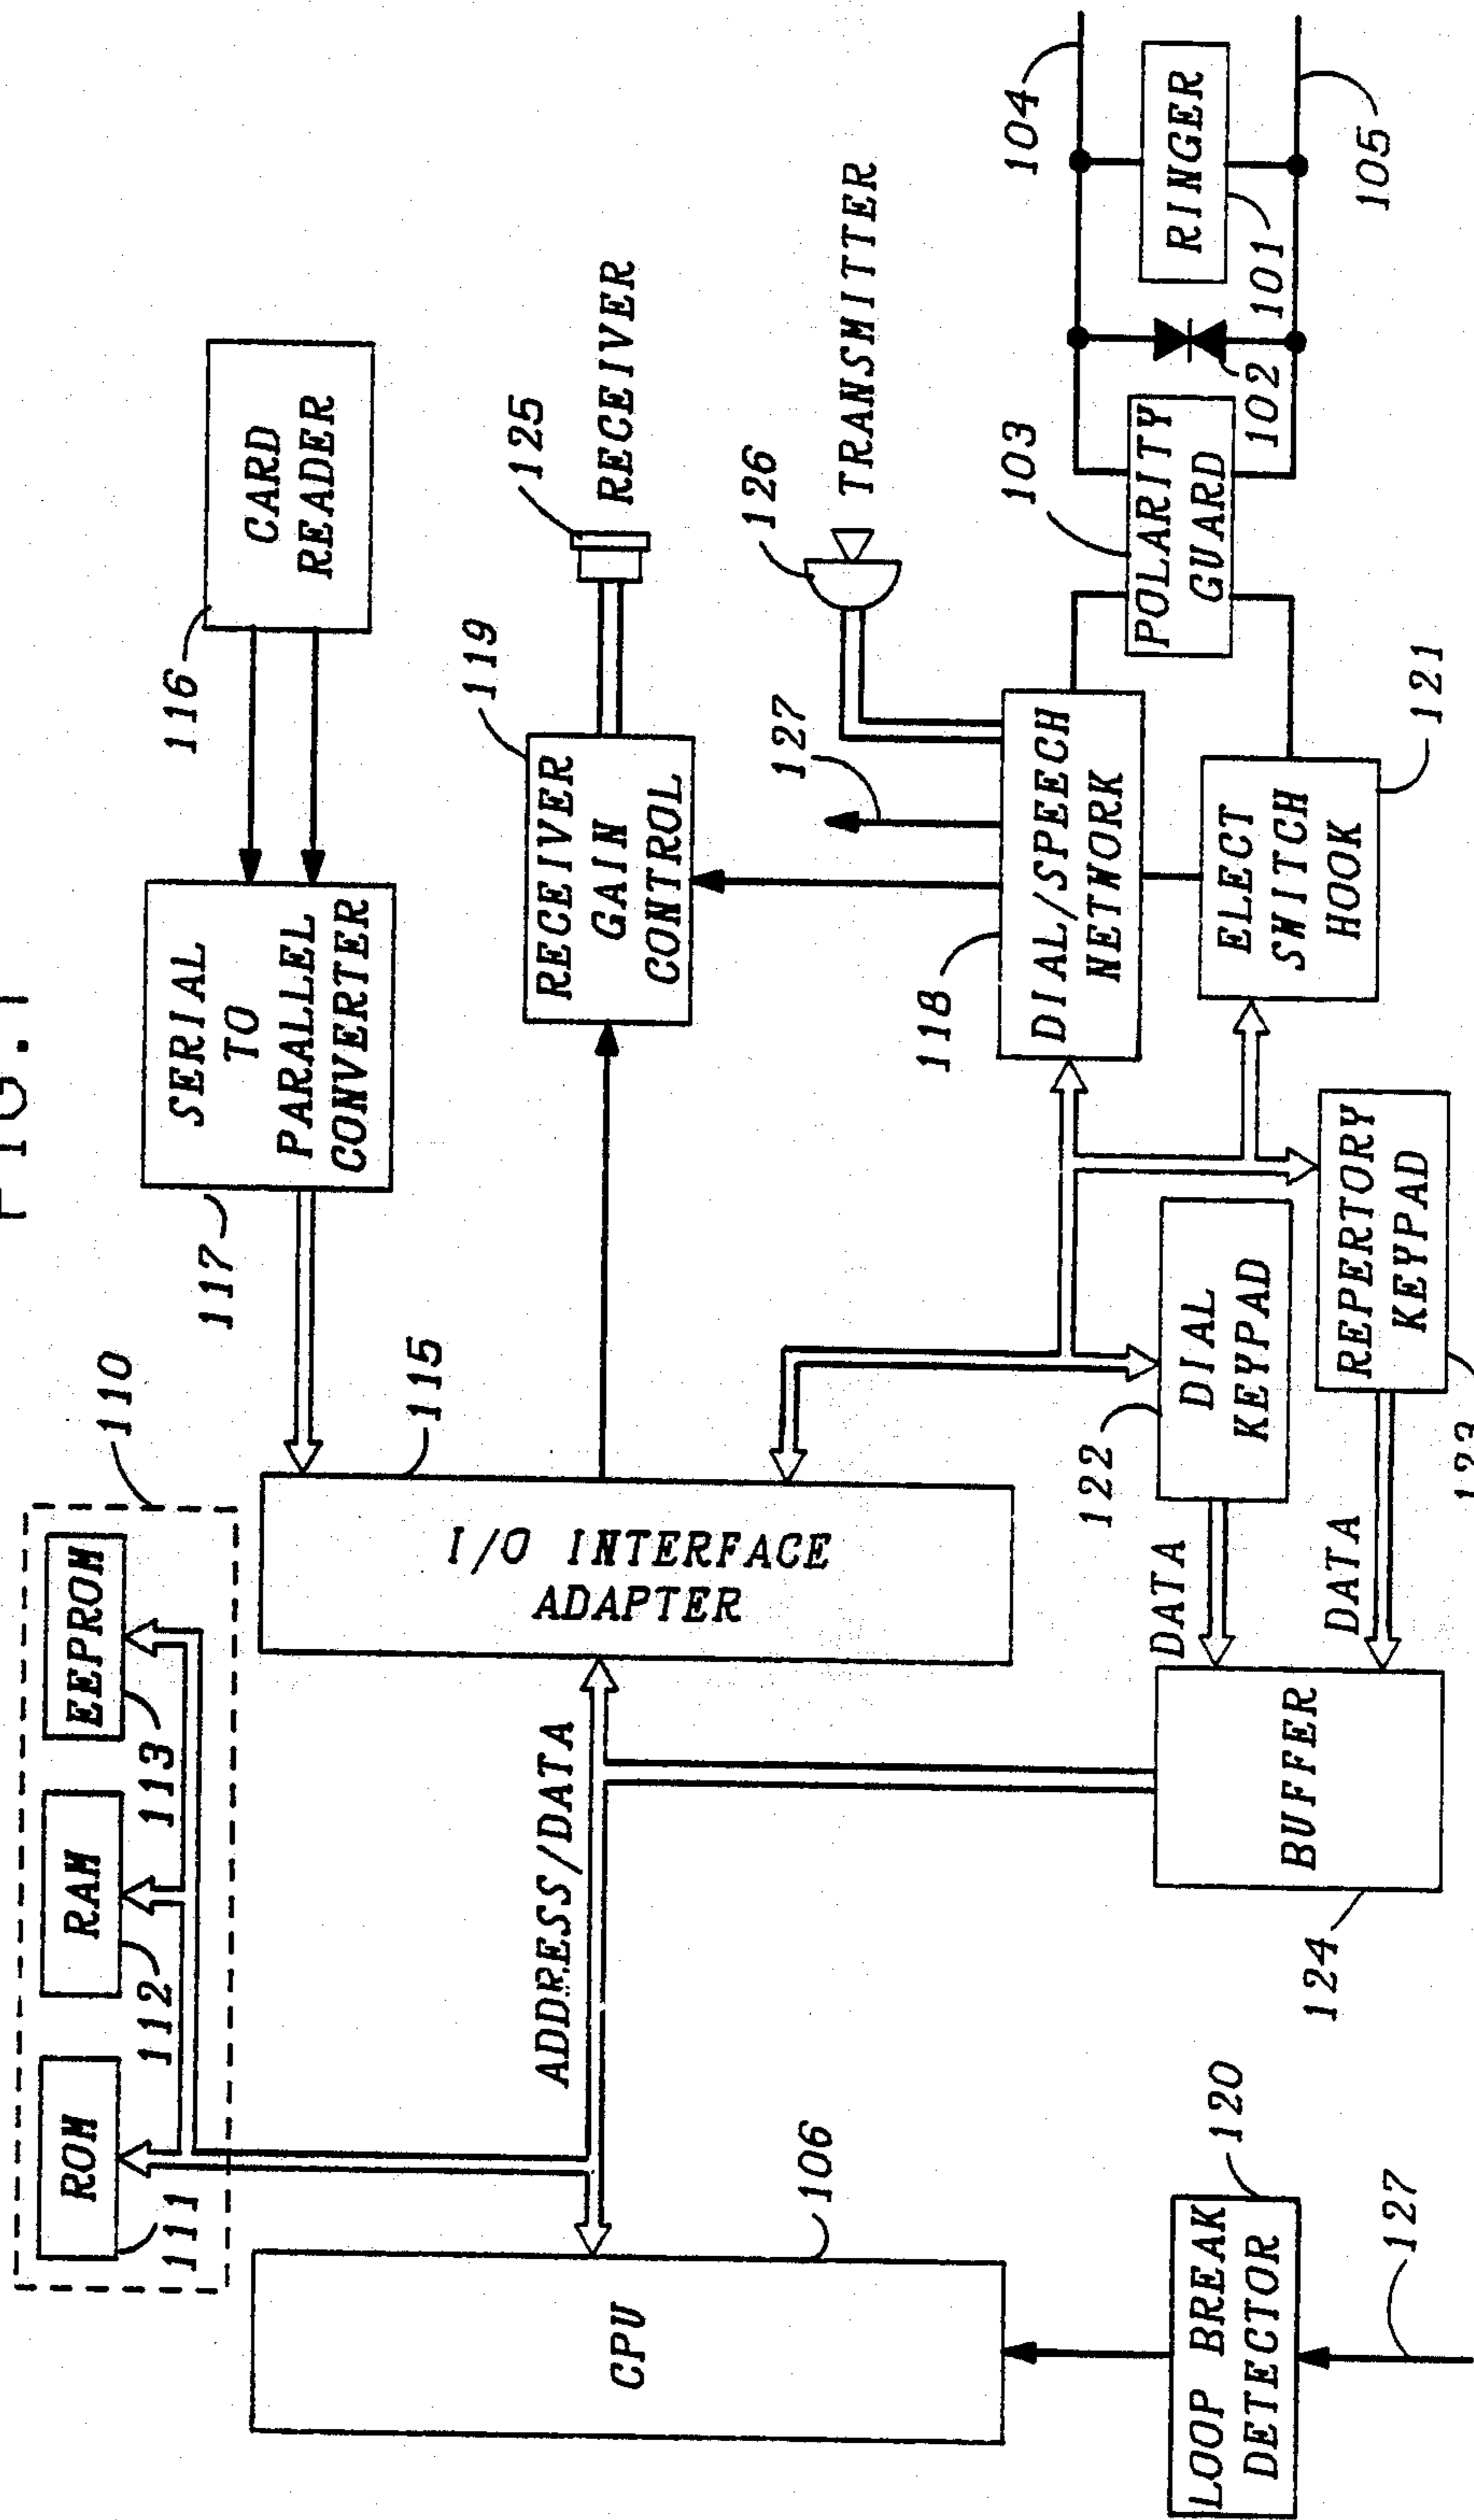 FIG. 1
110
ROM
RAM
EEPROM
111
112
113
117
SERIAL
TO
PARALLEL
CONVERTER
116
CARD
READER
CPU
106
ADDRESS/DATA
115
I/O INTERFACE
ADAPTER
119
RECEIVER
GAIN
CONTROL
125
RECEIVER
127
126
TRANSMITTER
118
DIAL/SPEECH
NETWORK
103
POLARITY
GUARD
102
104
RINGER
101
105
ELECT
SWITCH
HOOK
121
122
DIAL
KEYPAD
REPERTORY
KEYPAD
123
DATA
DATA
BUFFER
124
LOOP BREAK
DETECTOR
120
127